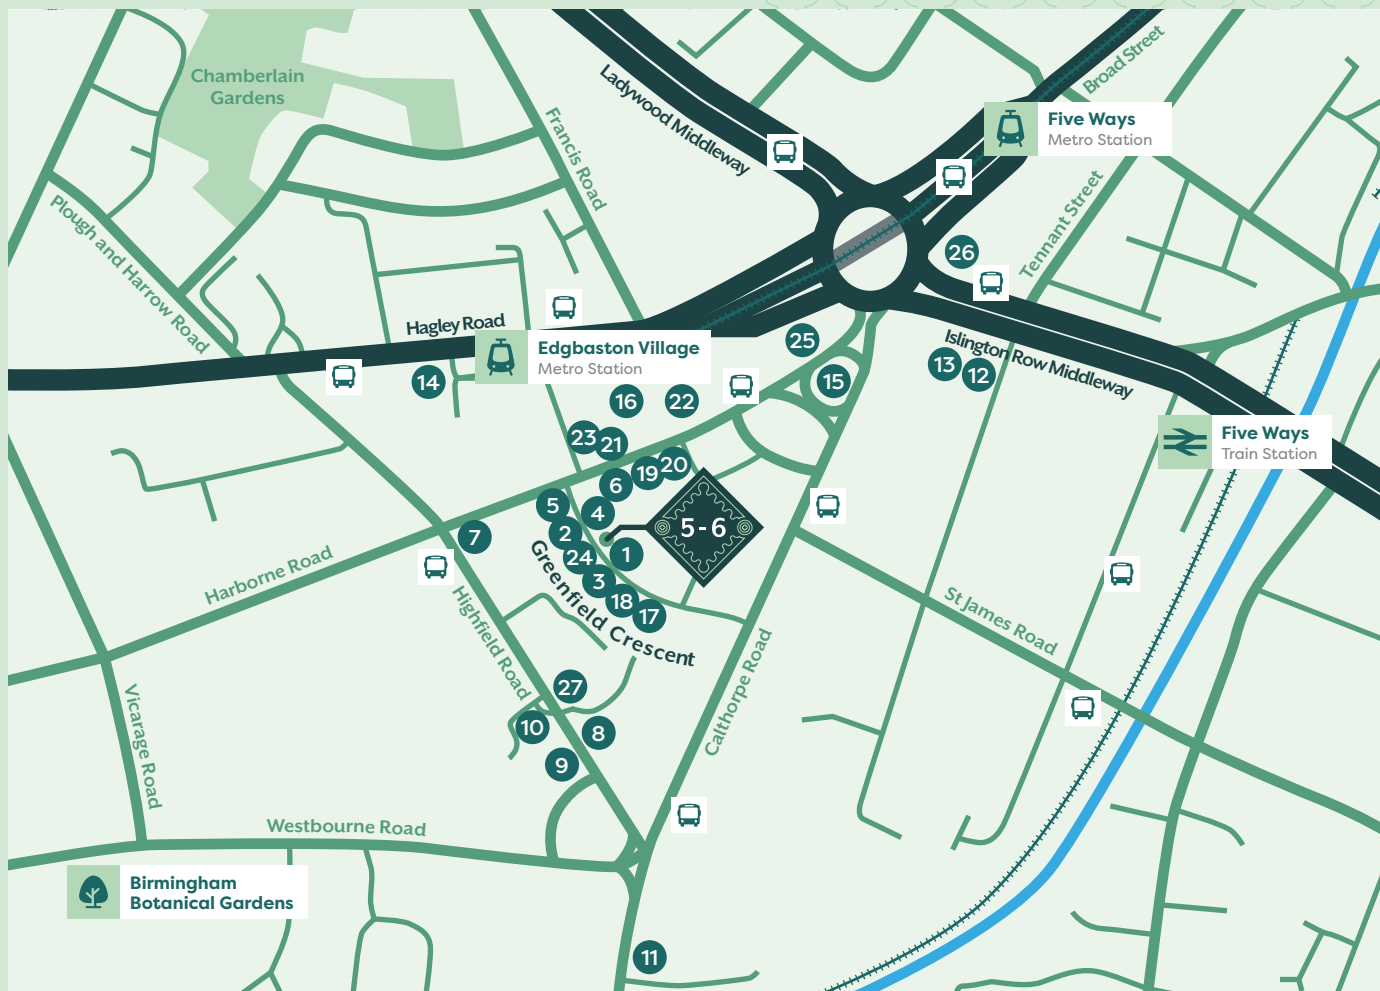 Chamberlain
Gardens
Ladywood Middleway
Broad Street
Five Ways
Metro Station
Francis Road
Plough and Harrow Road
Tennant Street
26
Hagley Road
Edgbaston Village
Metro Station
25
Islington Row Middleway
14
15
13
12
16
22
23
21
Five Ways
Train Station
20
19
6
5
4
5-6
2
7
1
24
3
18
17
Greenfield Crescent
Harborne Road
Highfield Road
St James Road
Calthorpe Road
27
10
8
9
Vicarage Road
Westbourne Road
Birmingham
Botanical Gardens
11